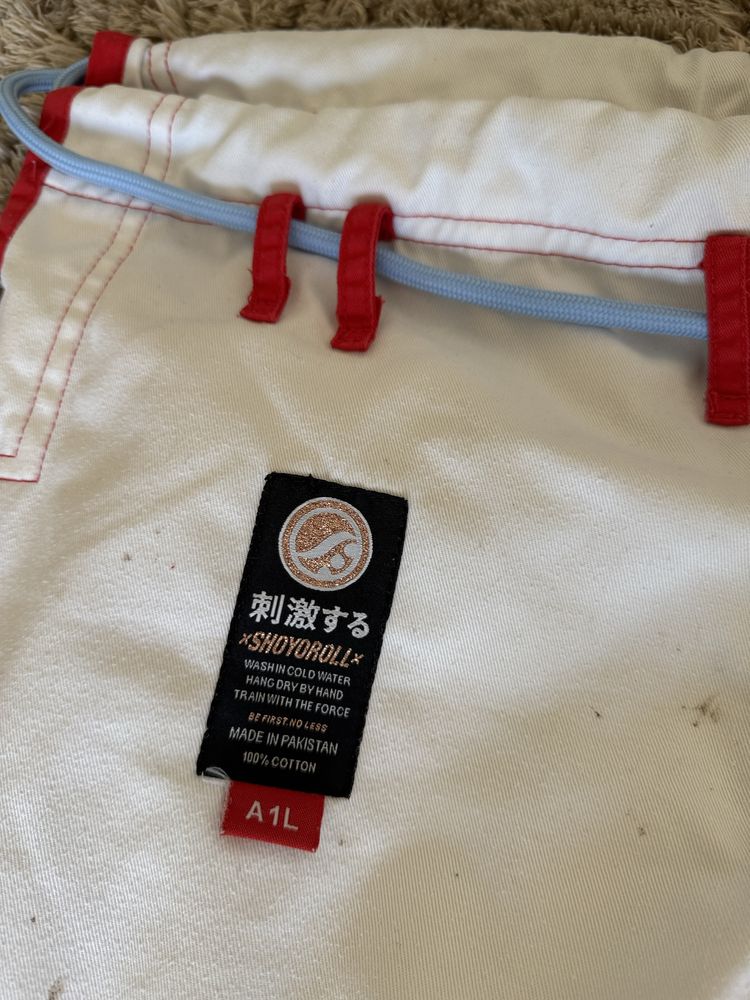 刺激する
×SHOYOROLL×
WASH IN COLD WATER
HANG DRY BY HAND
TRAIN WITH THE FORCE
BE FIRST. NO LESS
MADE IN PAKISTAN
100% COTTON
A1L